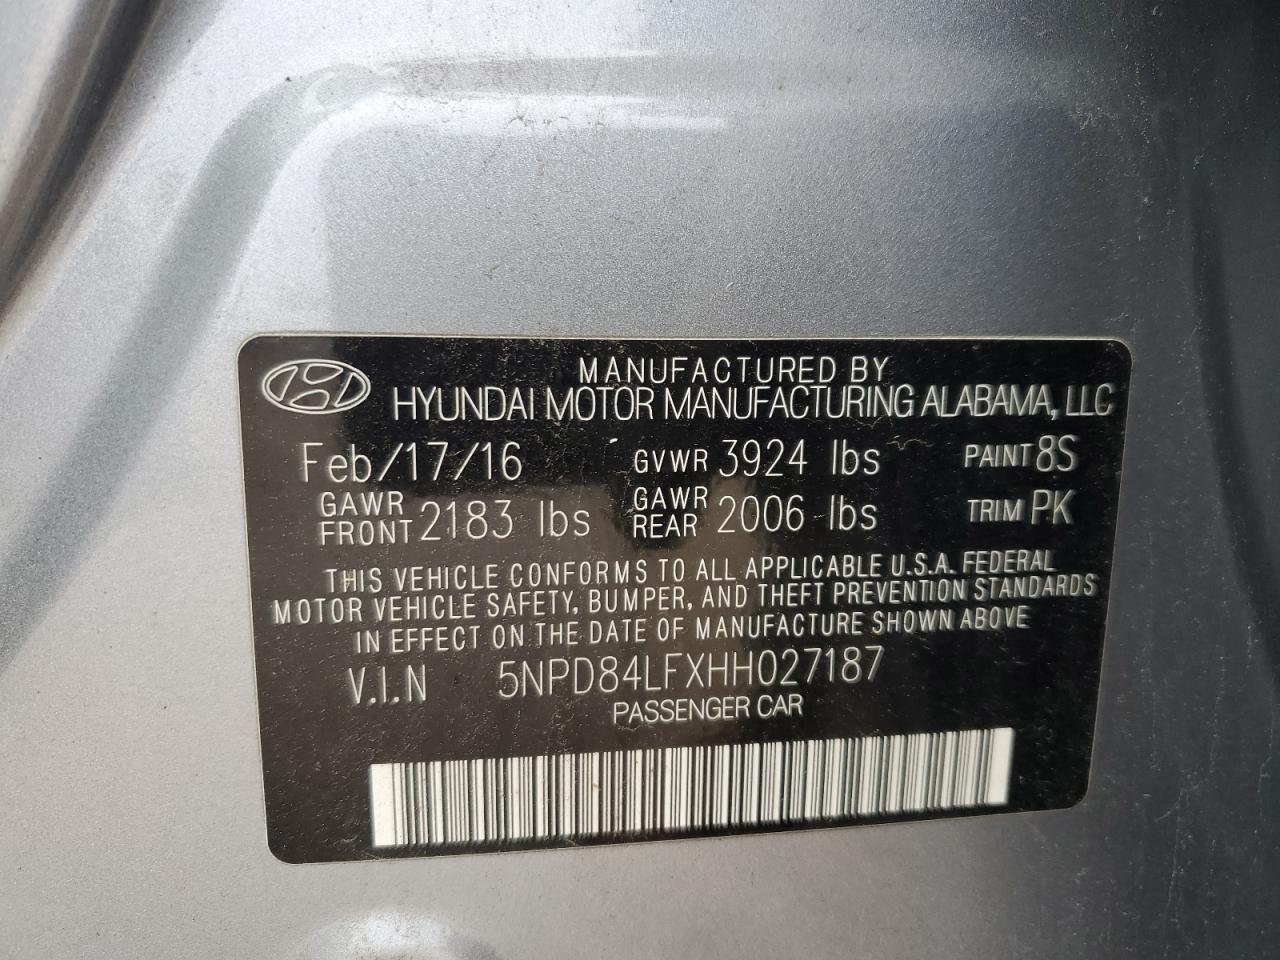 MANUFACTURED BY
HYUNDAI MOTOR MANUFACTURING ALABAMA, LLC
Feb/17/16 GVWR 3924 lbs PAINT 8S
GAWR FRONT 2183 lbs GAWR REAR 2006 lbs TRIM PK
THIS VEHICLE CONFORMS TO ALL APPLICABLE U.S.A. FEDERAL
MOTOR VEHICLE SAFETY, BUMPER, AND THEFT PREVENTION STANDARDS
IN EFFECT ON THE DATE OF MANUFACTURE SHOWN ABOVE
V.I.N 5NPD84LFXHH027187
PASSENGER CAR